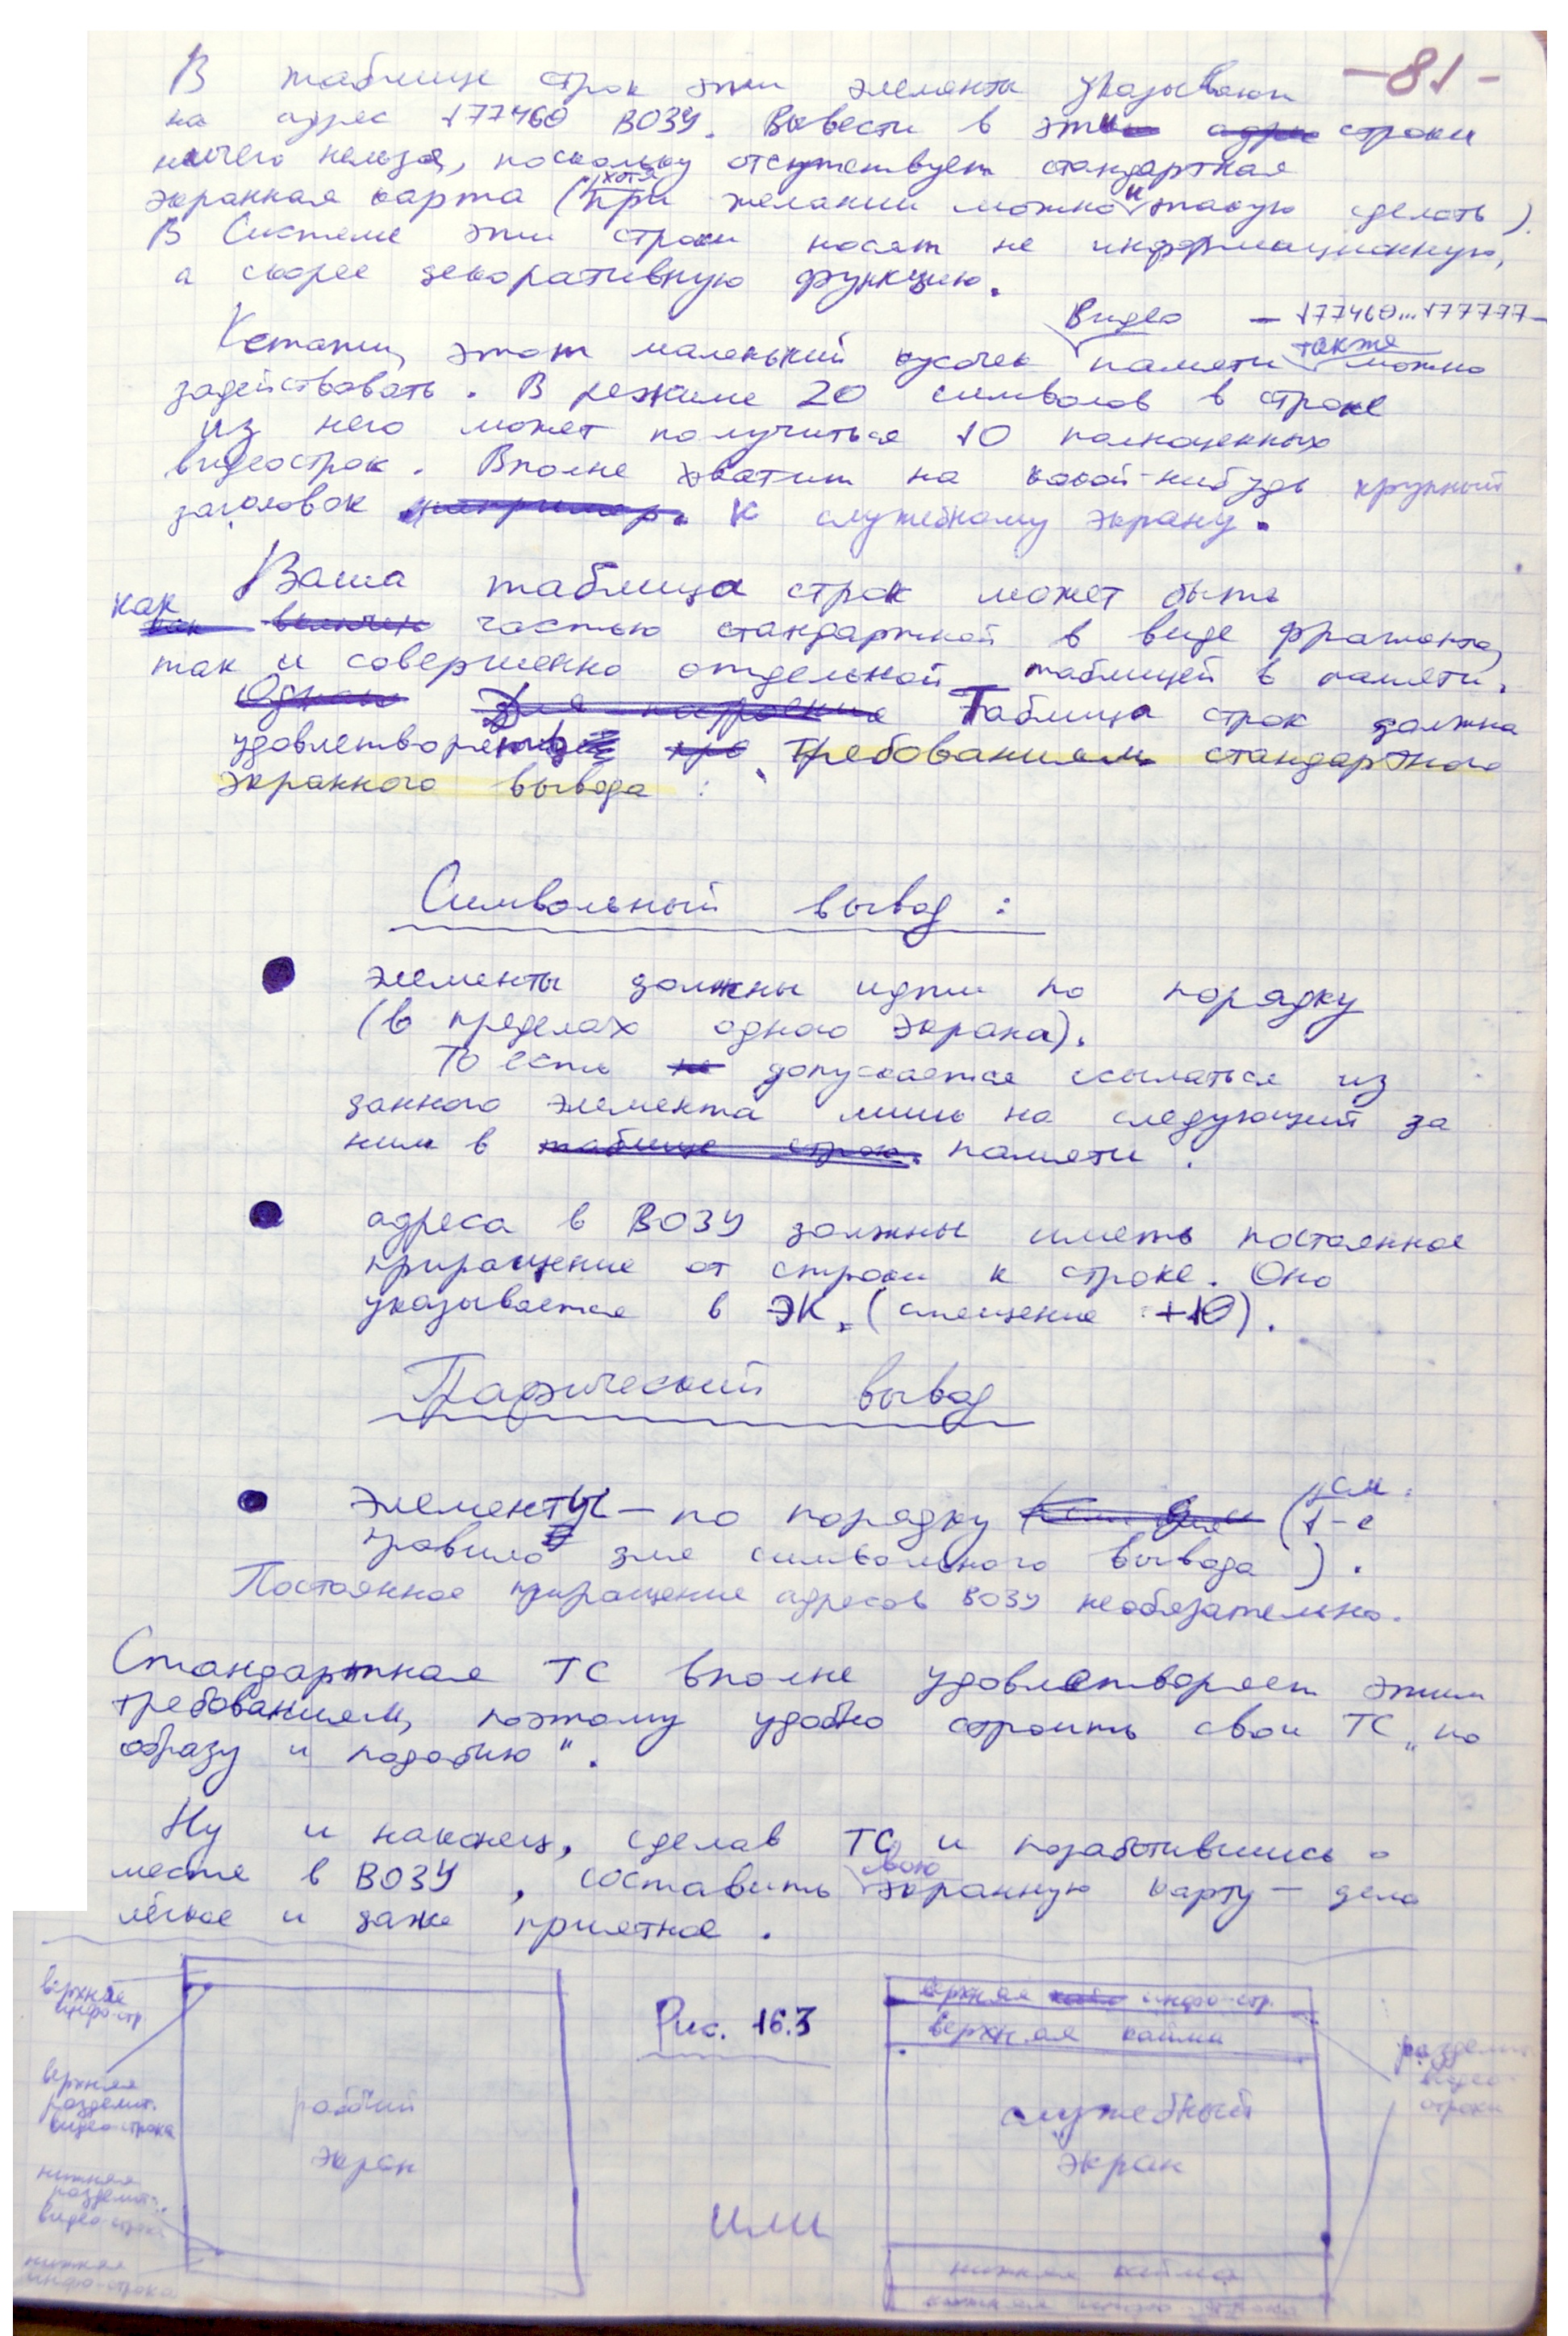 -81-
В таблице строк эти элементы указывают
на адрес 177460 ВОЗУ. Вывести в эти строки
ничего нельзя, поскольку отсутствует стандартная
экранная карта (хотя при желании можно и такую сделать).
В Системе эти строки носят не информационную,
а скорее декоративную функцию.
Кстати, этот маленький кусочек видео памяти – 177460...177777 – также можно
задействовать. В режиме 20 символов в строке
из него может получиться 10 полноценных
видеострок. Вполне хватит на какой-нибудь крупный
заголовок к служебному экрану.
Ваша таблица строк может быть
как частью стандартной в виде фрагмента,
так и совершенно отдельной таблицей в памяти.
Таблица строк должна
удовлетворять требованиям стандартного
экранного вывода :
Символьный вывод :
элементы должны идти по порядку
(в пределах одного экрана).
То есть допускается ссылаться из
данного элемента лишь на следующий за
ним в памяти.
адреса в ВОЗУ должны иметь постоянное
приращение от строки к строке. Оно
указывается в ЭК, (смещение +10).
Графический вывод
элементы – по порядку (см. 1-е
правило для символьного вывода).
Постоянное приращение адресов ВОЗУ необязательно.
Стандартная ТС вполне удовлетворяет этим
требованиям, поэтому удобно строить свои ТС „по
образу и подобию".
Ну и наконец, сделав ТС и позаботившись о
месте в ВОЗУ, составить свою экранную карту – дело
лёгкое и даже приятное.
верхняя
инфо-стр.
верхняя
разделит.
видео-строка
нижняя
разделит.
видео-строка
нижняя
инфо-строка
рабочий
экран
Рис. 16.3
или
верхняя инфо-стр.
верхняя кайма
служебный
экран
нижняя кайма
нижняя инфо-строка
разделит.
видео-
строки